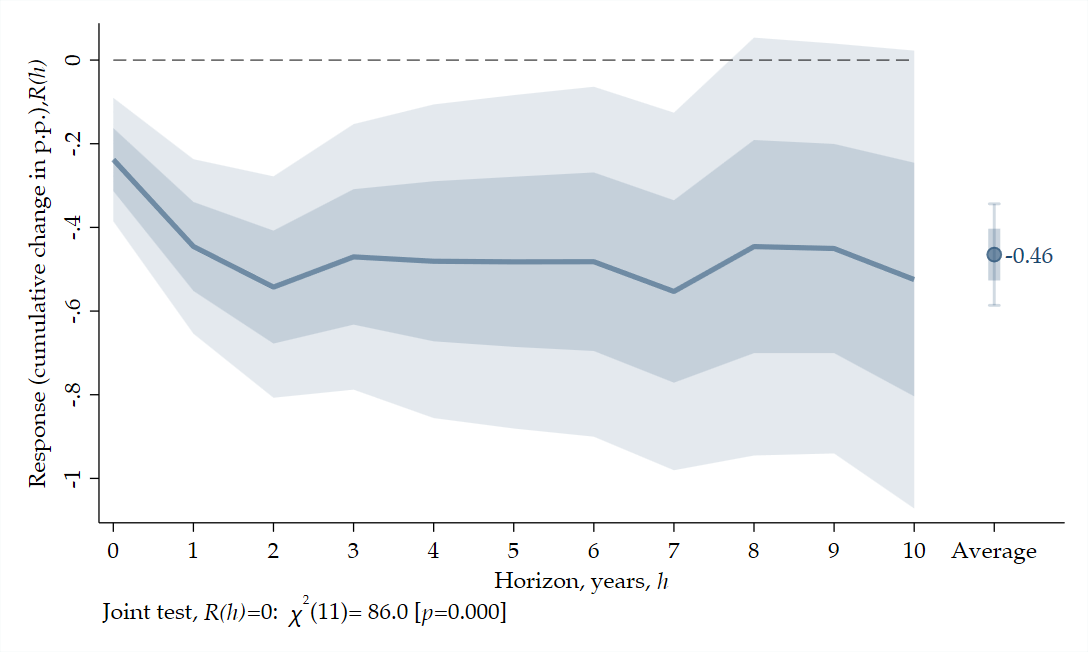 Response (cumulative change in p.p.),R(h)
0
-.2
-.4
-.6
-.8
-1
-0.46
0 1 2 3 4 5 6 7 8 9 10 Average
Horizon, years, h
Joint test, R(h)=0: χ²(11)= 86.0 [p=0.000]